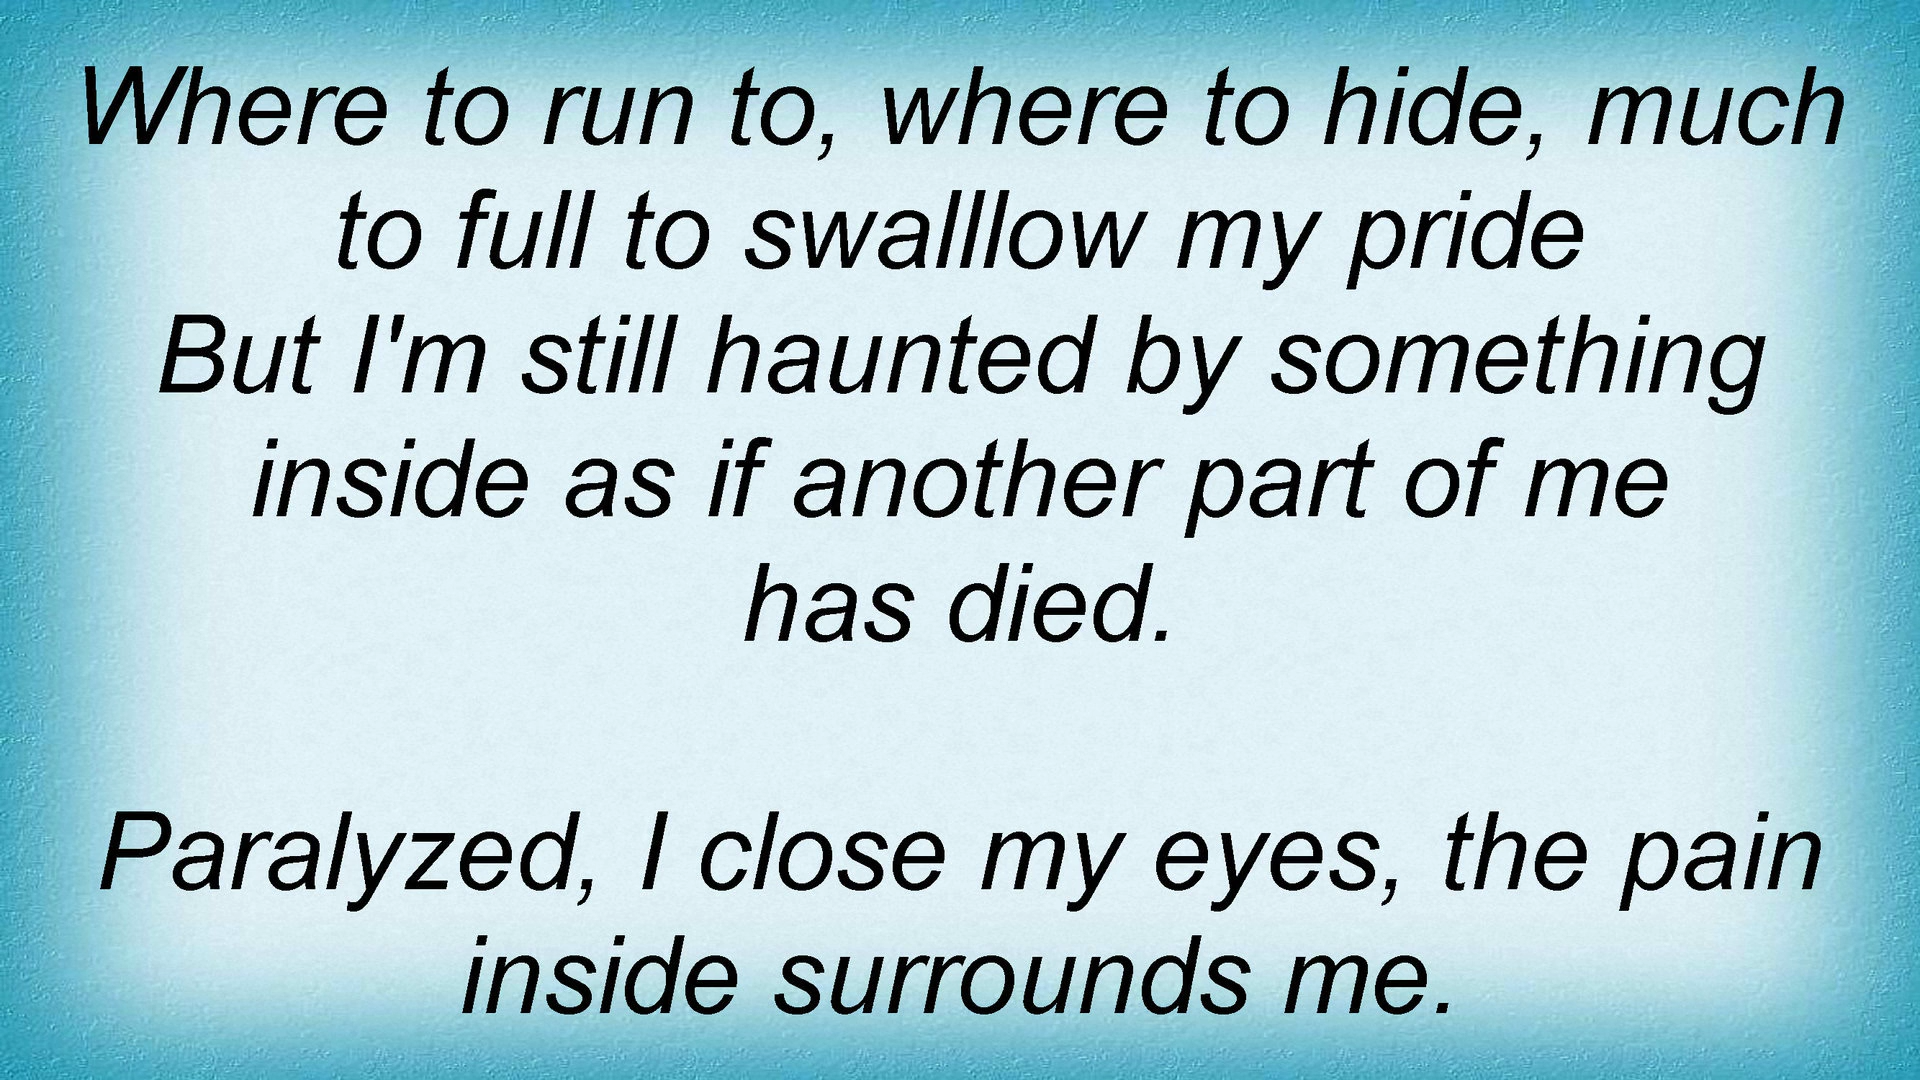 Where to run to, where to hide, much
to full to swalllow my pride
But I'm still haunted by something
inside as if another part of me
has died.
Paralyzed, I close my eyes, the pain
inside surrounds me.